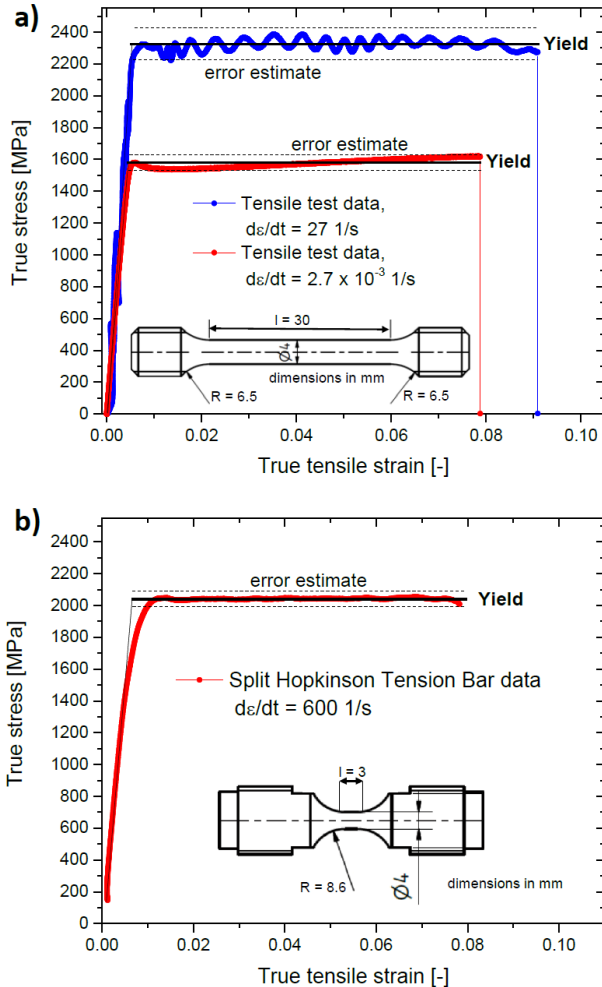 a)
2400
2200
2000
1800
1600
1400
1200
1000
800
600
400
200
0
True stress [MPa]
Yield
error estimate
error estimate
Yield
Tensile test data,
dε/dt = 27 1/s
Tensile test data,
dε/dt = 2.7 x 10⁻³ 1/s
l = 30
Ø4
dimensions in mm
R = 6.5
R = 6.5
0.00 0.02 0.04 0.06 0.08 0.10
True tensile strain [-]
b)
2400
2200
2000
1800
1600
1400
1200
1000
800
600
400
200
0
True stress [MPa]
error estimate
Yield
Split Hopkinson Tension Bar data
dε/dt = 600 1/s
l = 3
R = 8.6
Ø4
dimensions in mm
0.00 0.02 0.04 0.06 0.08 0.10
True tensile strain [-]